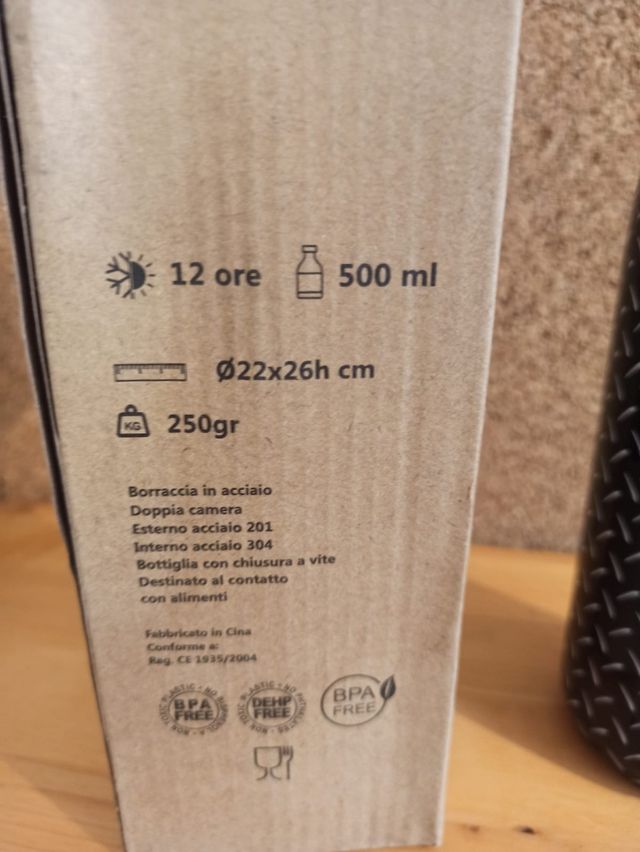 12 ore
500 ml
Ø22x26h cm
KG
250gr
Borraccia in acciaio
Doppia camera
Esterno acciaio 201
Interno acciaio 304
Bottiglia con chiusura a vite
Destinato al contatto
con alimenti
Fabbricato in Cina
Conforme a:
Reg. CE 1935/2004
BPA
FREE
DEHP
FREE
BPA
FREE